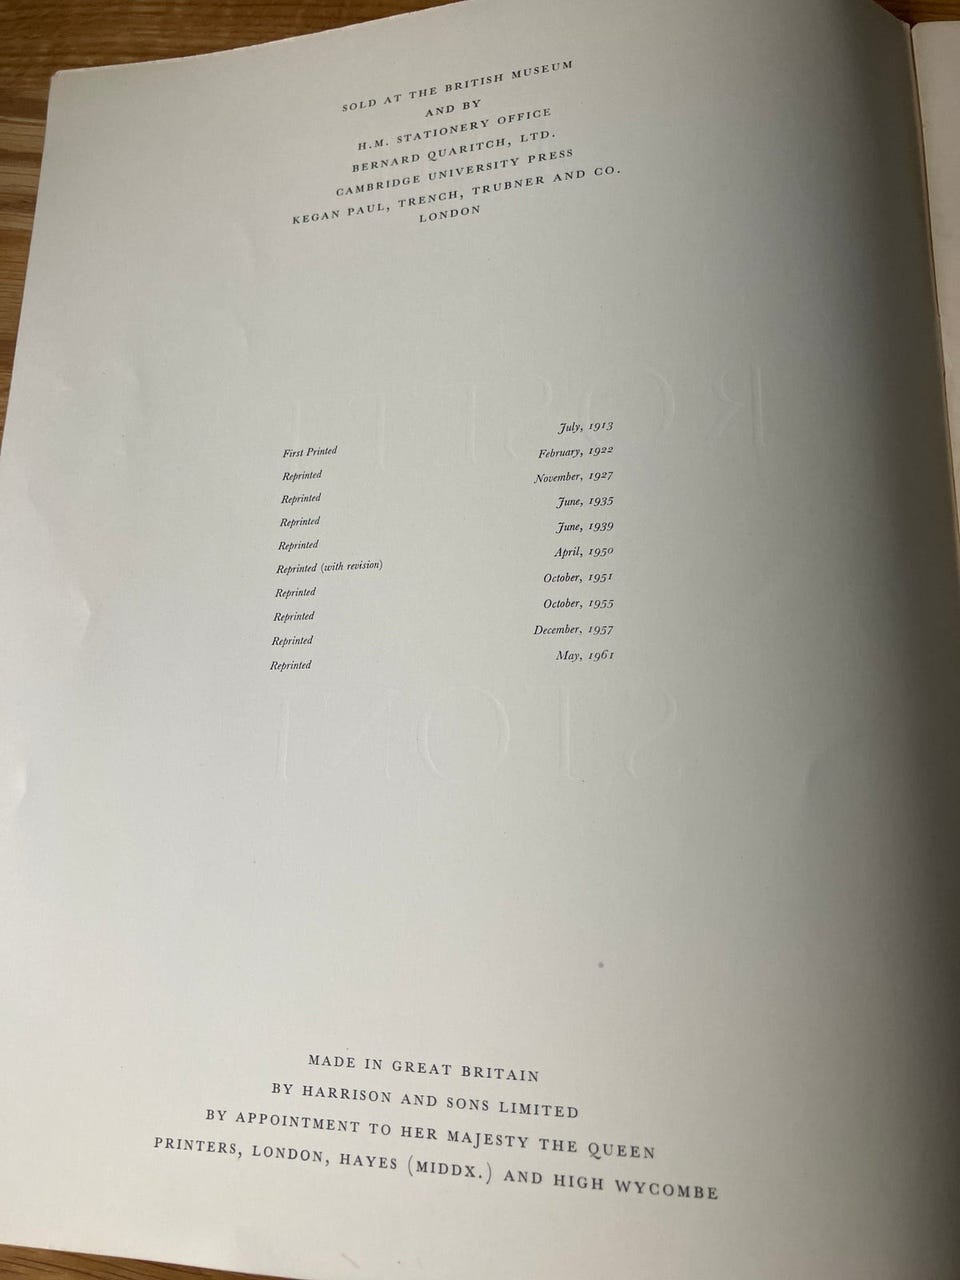 SOLD AT THE BRITISH MUSEUM
AND BY
H.M. STATIONERY OFFICE
BERNARD QUARITCH, LTD.
CAMBRIDGE UNIVERSITY PRESS
KEGAN PAUL, TRENCH, TRUBNER AND CO.
LONDON
First Printed July, 1913
Reprinted February, 1922
Reprinted November, 1927
Reprinted June, 1935
Reprinted June, 1939
Reprinted (with revision) April, 1950
Reprinted October, 1951
Reprinted October, 1955
Reprinted December, 1957
Reprinted May, 1961
MADE IN GREAT BRITAIN
BY HARRISON AND SONS LIMITED
BY APPOINTMENT TO HER MAJESTY THE QUEEN
PRINTERS, LONDON, HAYES (MIDDX.) AND HIGH WYCOMBE